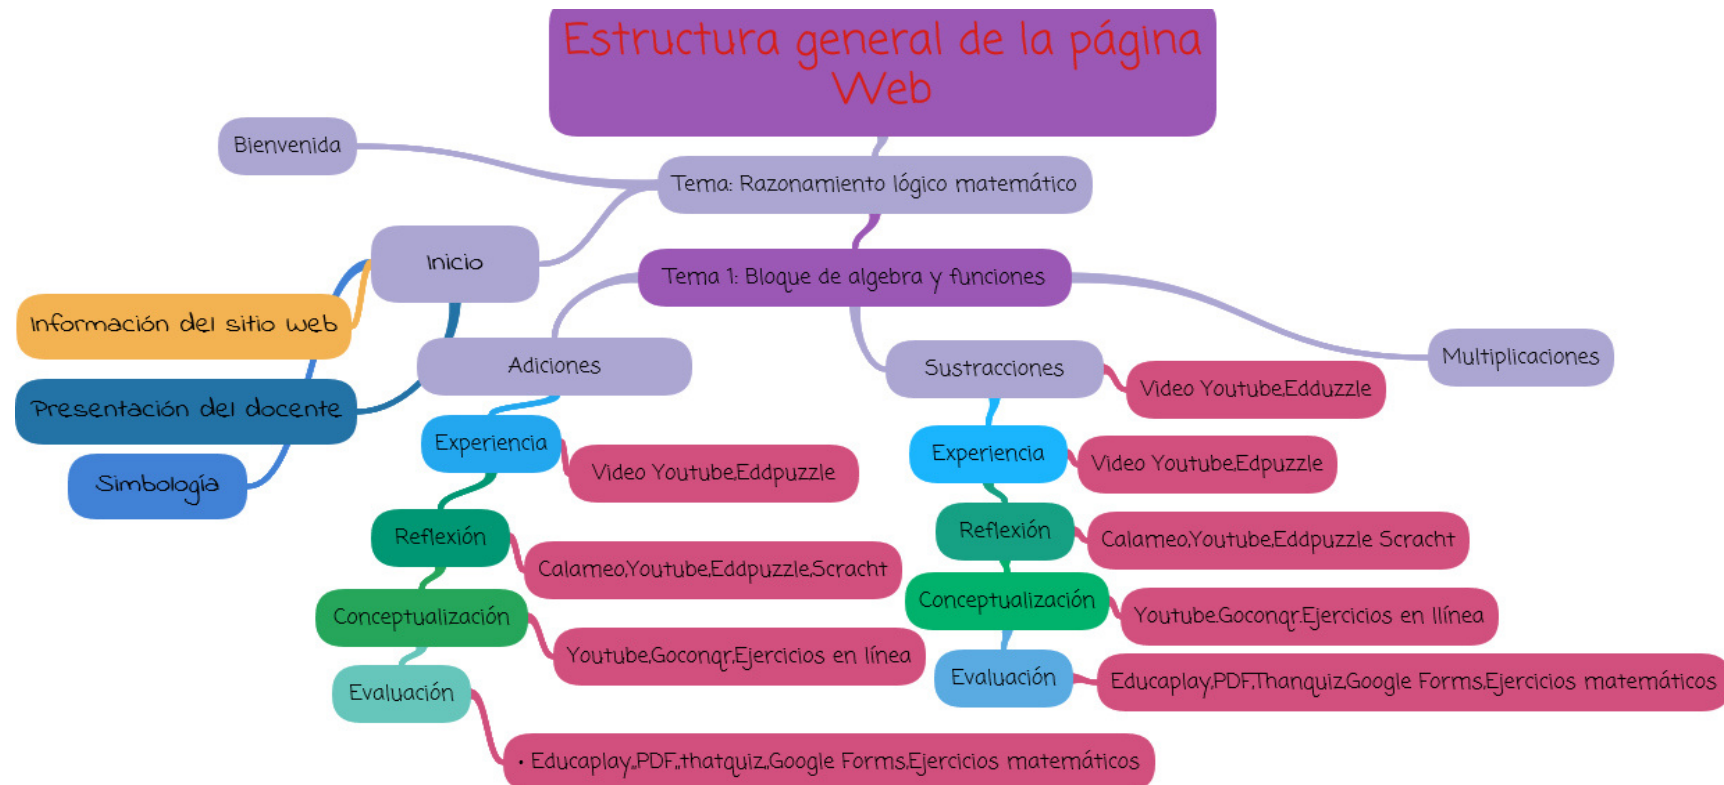 Estructura general de la página
Web
Bienvenida
Tema: Razonamiento lógico matemático
Inicio
Tema 1: Bloque de algebra y funciones
Información del sitio web
Presentación del docente
Simbología
Adiciones
Experiencia
Video Youtube,Eddpuzzle
Reflexión
Calameo,Youtube,Eddpuzzle,Scracht
Conceptualización
Youtube,Goconqr,Ejercicios en línea
Evaluación
• Educaplay,,PDF,,thatquiz,,Google Forms,Ejercicios matemáticos
Sustracciones
Video Youtube,Edduzzle
Experiencia
Video Youtube,Edpuzzle
Reflexión
Calameo,Youtube,Eddpuzzle Scracht
Conceptualización
Youtube.Goconqr.Ejercicios en llínea
Evaluación
Educaplay,PDF,Thanquiz,Google Forms,Ejercicios matemáticos
Multiplicaciones